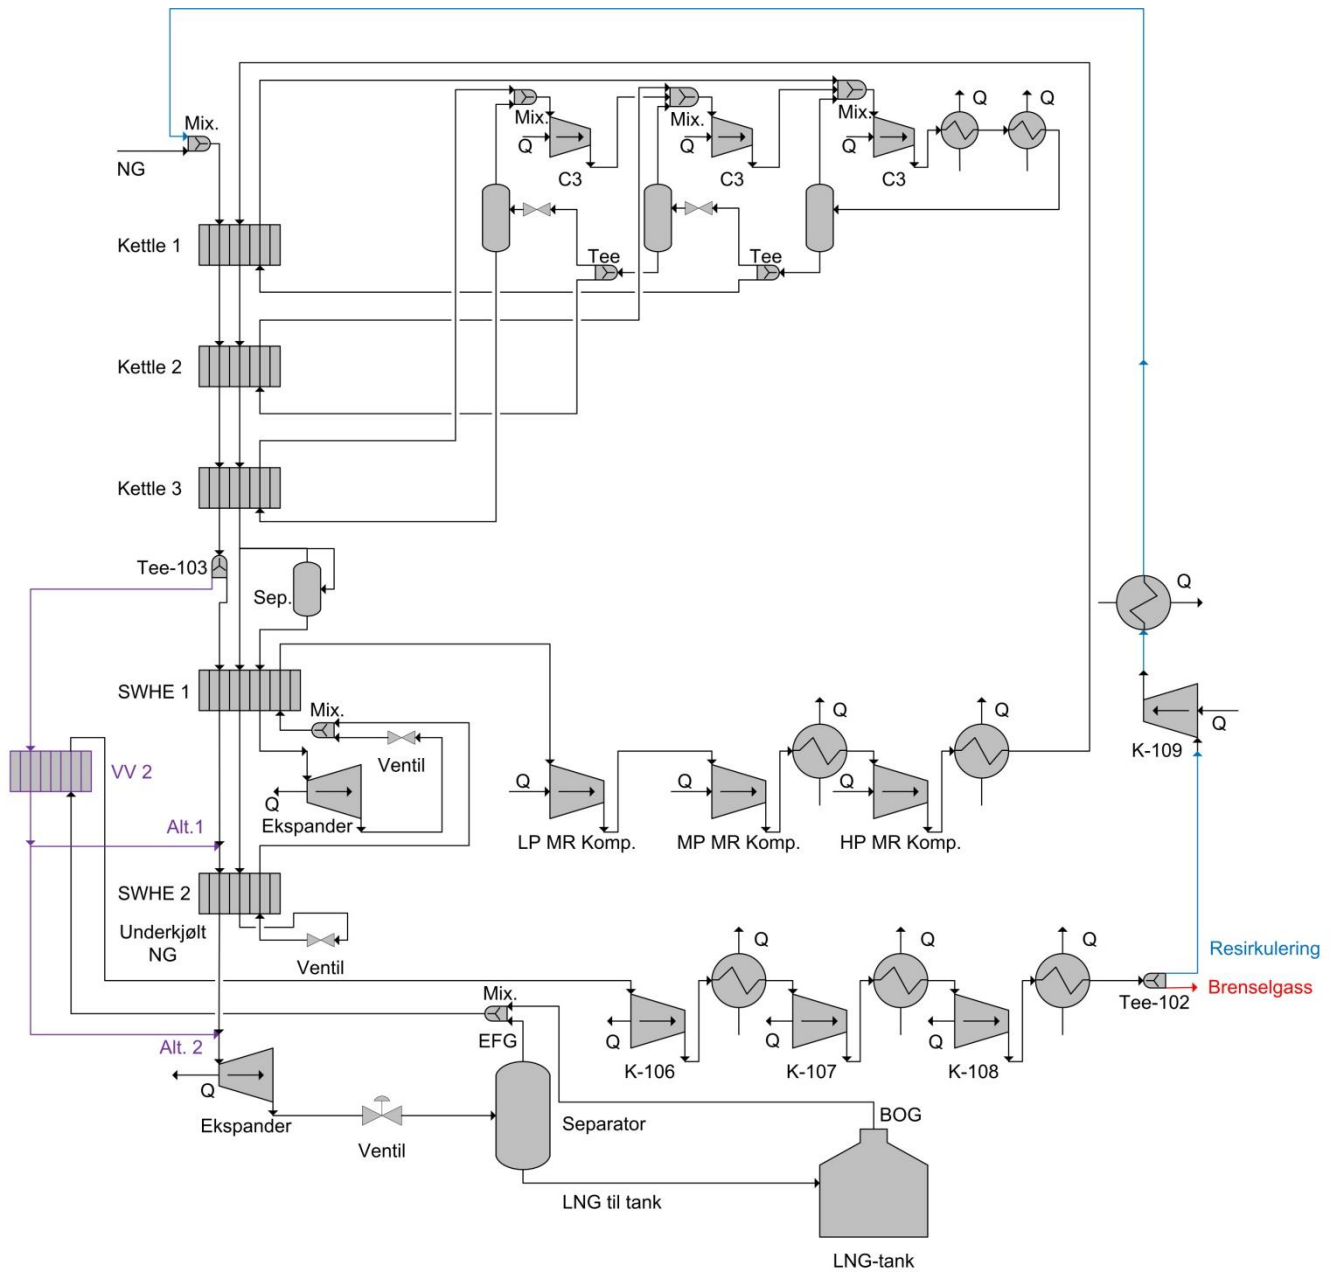 Q
Q
Mix.
Mix.
Mix.
Mix.
Q
Q
Q
NG
C3
C3
C3
Kettle 1
Tee
Tee
Kettle 2
Kettle 3
Tee-103
Sep.
Q
SWHE 1
Mix.
Q
Q
Q
K-109
VV 2
Ventil
Q
Q
Q
Q
Ekspander
Alt.1
LP MR Komp.
MP MR Komp.
HP MR Komp.
SWHE 2
Underkjølt
NG
Ventil
Q
Q
Q
Resirkulering
Brenselgass
Mix.
Tee-102
EFG
Q
Q
Q
Alt. 2
K-106
K-107
K-108
Q
Ekspander
Ventil
Separator
BOG
LNG til tank
LNG-tank